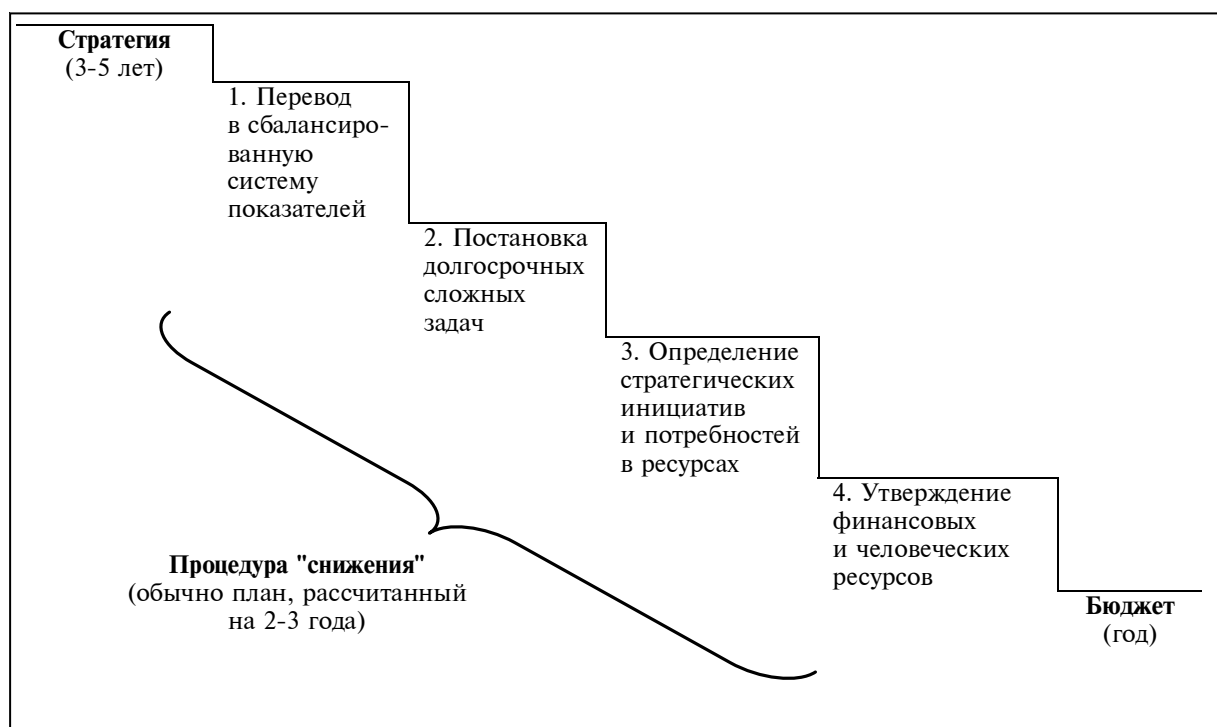 Стратегия
(3-5 лет)
1. Перевод
в сбалансиро-
ванную
систему
показателей
2. Постановка
долгосрочных
сложных
задач
3. Определение
стратегических
инициатив
и потребностей
в ресурсах
4. Утверждение
финансовых
и человеческих
ресурсов
Процедура "снижения"
(обычно план, рассчитанный
на 2-3 года)
Бюджет
(год)